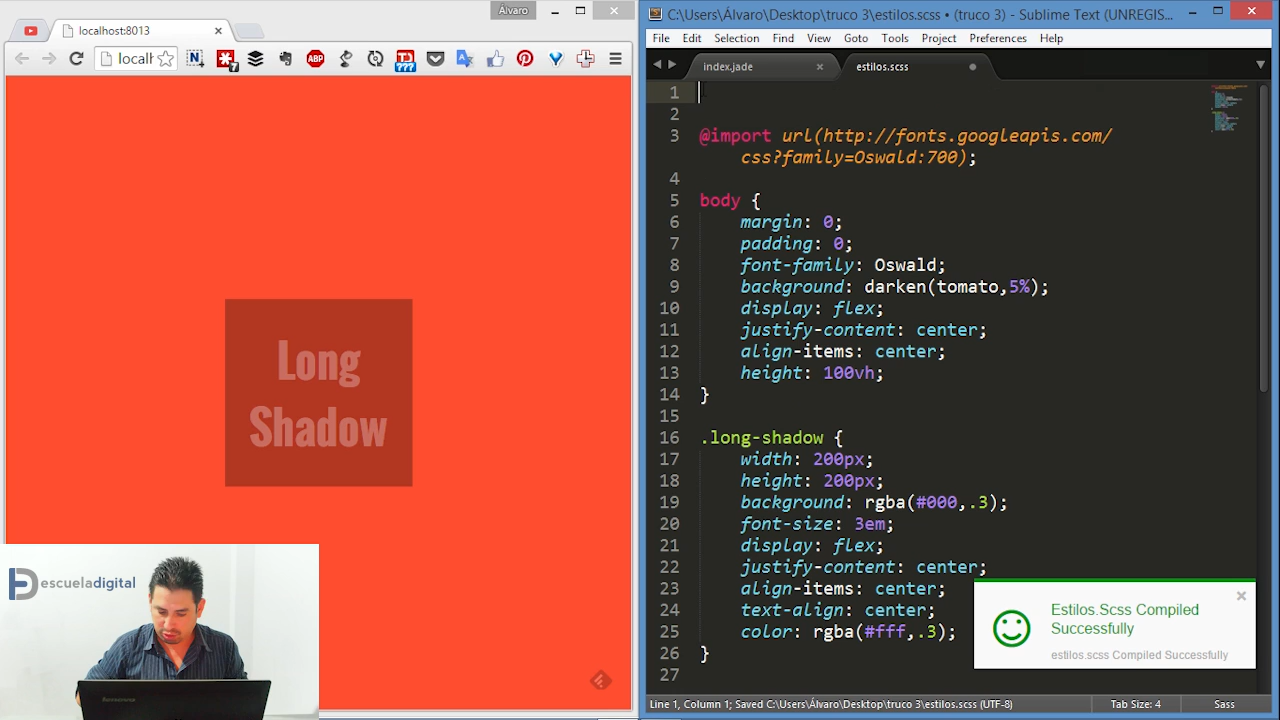 Álvaro
localhost:8013
localh
7
ABP
???
Long
Shadow
escueladigital
C:\Users\Álvaro\Desktop\truco 3\estilos.scss • (truco 3) - Sublime Text (UNREGIS...
File Edit Selection Find View Goto Tools Project Preferences Help
index.jade
estilos.scss
1
2
3 @import url(http://fonts.googleapis.com/
css?family=Oswald:700);
4
5 body {
6 margin: 0;
7 padding: 0;
8 font-family: Oswald;
9 background: darken(tomato,5%);
10 display: flex;
11 justify-content: center;
12 align-items: center;
13 height: 100vh;
14 }
15
16 .long-shadow {
17 width: 200px;
18 height: 200px;
19 background: rgba(#000,.3);
20 font-size: 3em;
21 display: flex;
22 justify-content: center;
23 align-items: center;
24 text-align: center;
25 color: rgba(#fff,.3);
26 }
27
Estilos.Scss Compiled
Successfully
estilos.scss Compiled Successfully
Line 1, Column 1; Saved C:\Users\Álvaro\Desktop\truco 3\estilos.scss (UTF-8)
Tab Size: 4
Sass